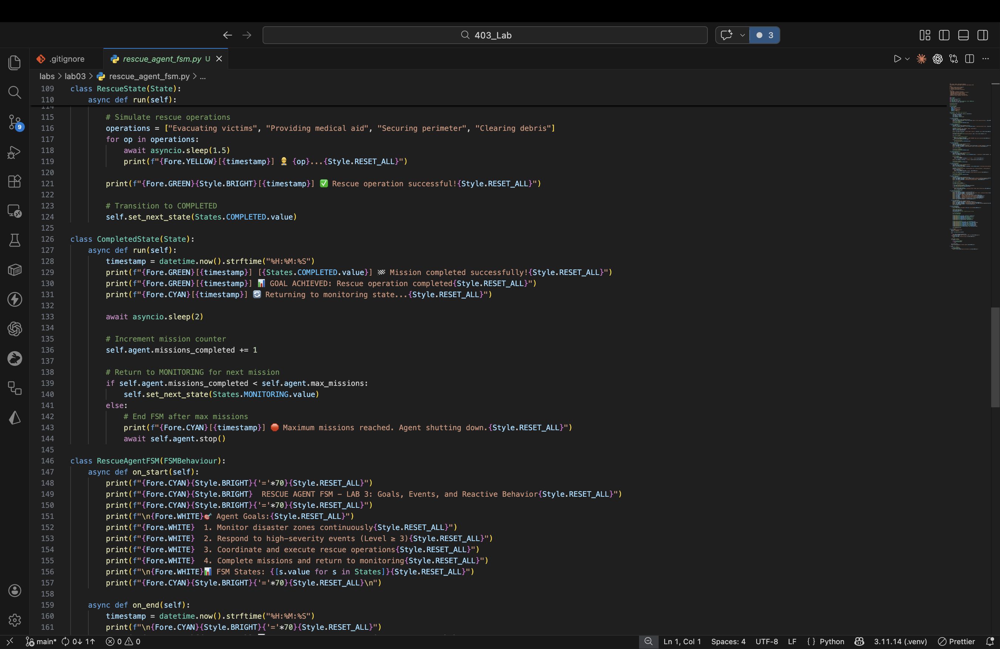 403_Lab
3
.gitignore
rescue_agent_fsm.py U
labs > lab03 > rescue_agent_fsm.py > ...
109 class RescueState(State):
110     async def run(self):
114
115         # Simulate rescue operations
116         operations = ["Evacuating victims", "Providing medical aid", "Securing perimeter", "Clearing debris"]
117         for op in operations:
118             await asyncio.sleep(1.5)
119             print(f"{Fore.YELLOW}[{timestamp}] 👷 {op}...{Style.RESET_ALL}")
120
121         print(f"{Fore.GREEN}{Style.BRIGHT}[{timestamp}] ✅ Rescue operation successful!{Style.RESET_ALL}")
122
123         # Transition to COMPLETED
124         self.set_next_state(States.COMPLETED.value)
125
126 class CompletedState(State):
127     async def run(self):
128         timestamp = datetime.now().strftime("%H:%M:%S")
129         print(f"{Fore.GREEN}[{timestamp}] [{States.COMPLETED.value}] 🏁 Mission completed successfully!{Style.RESET_ALL}")
130         print(f"{Fore.GREEN}[{timestamp}] 📊 GOAL ACHIEVED: Rescue operation completed{Style.RESET_ALL}")
131         print(f"{Fore.CYAN}[{timestamp}] 🔄 Returning to monitoring state...{Style.RESET_ALL}")
132
133         await asyncio.sleep(2)
134
135         # Increment mission counter
136         self.agent.missions_completed += 1
137
138         # Return to MONITORING for next mission
139         if self.agent.missions_completed < self.agent.max_missions:
140             self.set_next_state(States.MONITORING.value)
141         else:
142             # End FSM after max missions
143             print(f"{Fore.CYAN}[{timestamp}] 🛑 Maximum missions reached. Agent shutting down.{Style.RESET_ALL}")
144             await self.agent.stop()
145
146 class RescueAgentFSM(FSMBehaviour):
147     async def on_start(self):
148         print(f"{Fore.CYAN}{Style.BRIGHT}{'='*70}{Style.RESET_ALL}")
149         print(f"{Fore.CYAN}{Style.BRIGHT}  RESCUE AGENT FSM - LAB 3: Goals, Events, and Reactive Behavior{Style.RESET_ALL}")
150         print(f"{Fore.CYAN}{Style.BRIGHT}{'='*70}{Style.RESET_ALL}")
151         print(f"\n{Fore.WHITE}🎯 Agent Goals:{Style.RESET_ALL}")
152         print(f"{Fore.WHITE}  1. Monitor disaster zones continuously{Style.RESET_ALL}")
153         print(f"{Fore.WHITE}  2. Respond to high-severity events (Level ≥ 3){Style.RESET_ALL}")
154         print(f"{Fore.WHITE}  3. Coordinate and execute rescue operations{Style.RESET_ALL}")
155         print(f"{Fore.WHITE}  4. Complete missions and return to monitoring{Style.RESET_ALL}")
156         print(f"\n{Fore.WHITE}📊 FSM States: {[s.value for s in States]}{Style.RESET_ALL}")
157         print(f"{Fore.CYAN}{Style.BRIGHT}{'='*70}{Style.RESET_ALL}\n")
158
159     async def on_end(self):
160         timestamp = datetime.now().strftime("%H:%M:%S")
161         print(f"\n{Fore.CYAN}{Style.BRIGHT}{'='*70}{Style.RESET_ALL}")
9
main* 0↓ 1↑ 0 0 Ln 1, Col 1 Spaces: 4 UTF-8 LF {} Python 3.11.14 (.venv) Prettier